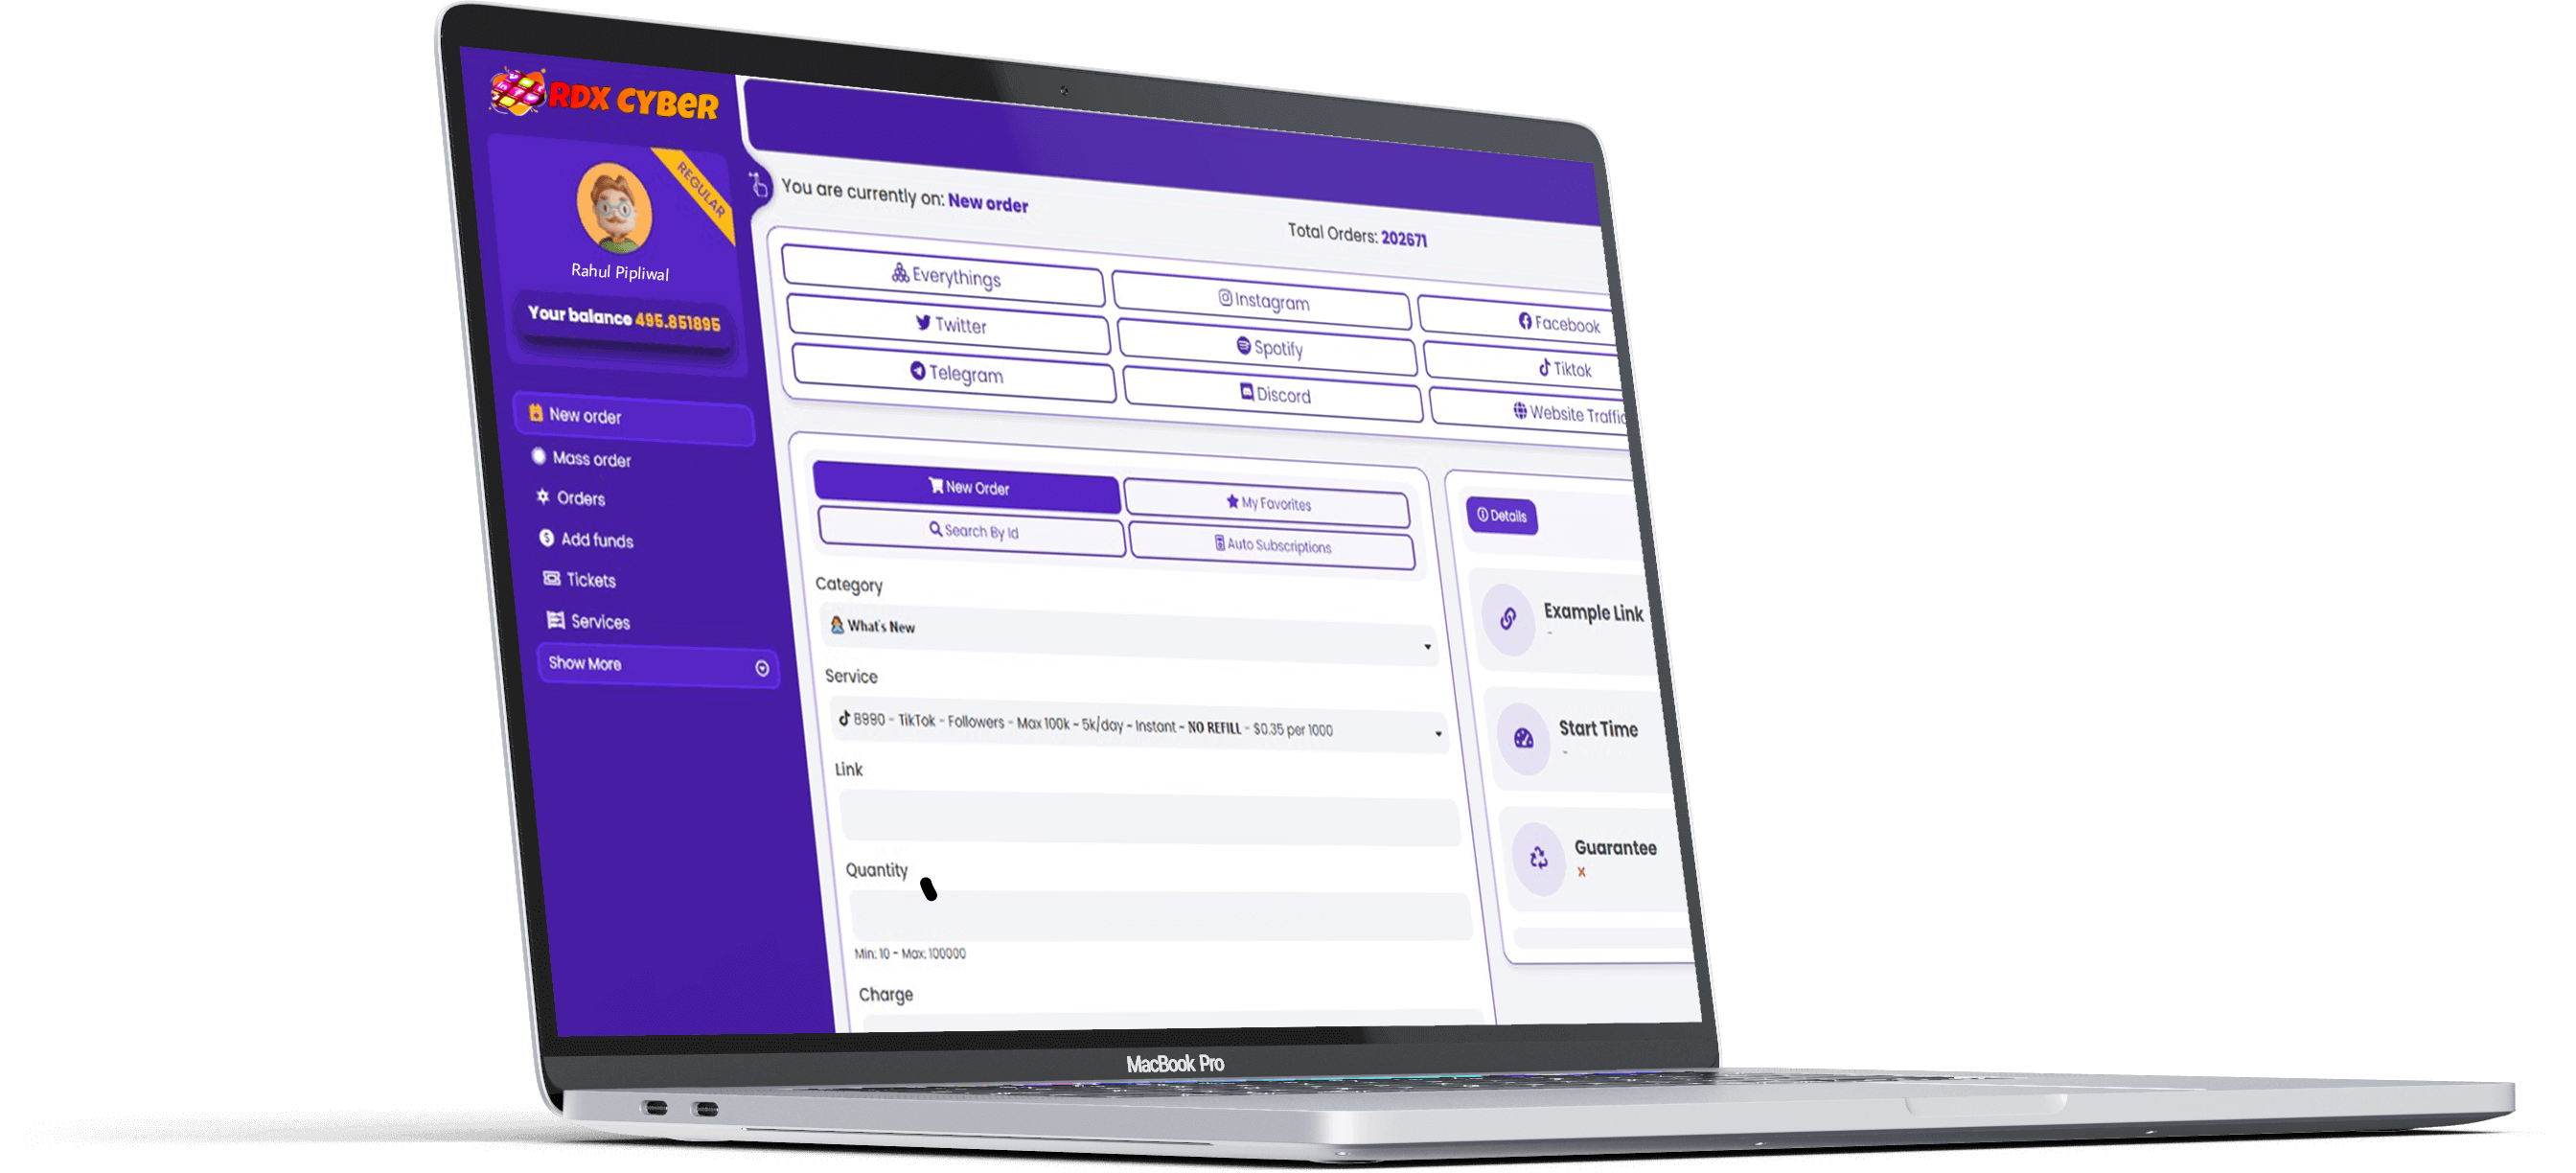 RDX CYBER
REGULAR
Rahul Pipliwal
Your balance 495.851895
New order
Mass order
Orders
Add funds
Tickets
Services
Show More
You are currently on: New order
Total Orders: 202671
Everythings
Instagram
Facebook
Twitter
Spotify
Tiktok
Telegram
Discord
Website Traffic
New Order
My Favorites
Search By Id
Auto Subscriptions
Category
What's New
Service
8990 - TikTok - Followers - Max 100k - 5k/day - Instant - NO REFILL - $0.35 per 1000
Link
Quantity
Min: 10 - Max: 100000
Charge
Details
Example Link
-
Start Time
-
Guarantee
x
MacBook Pro